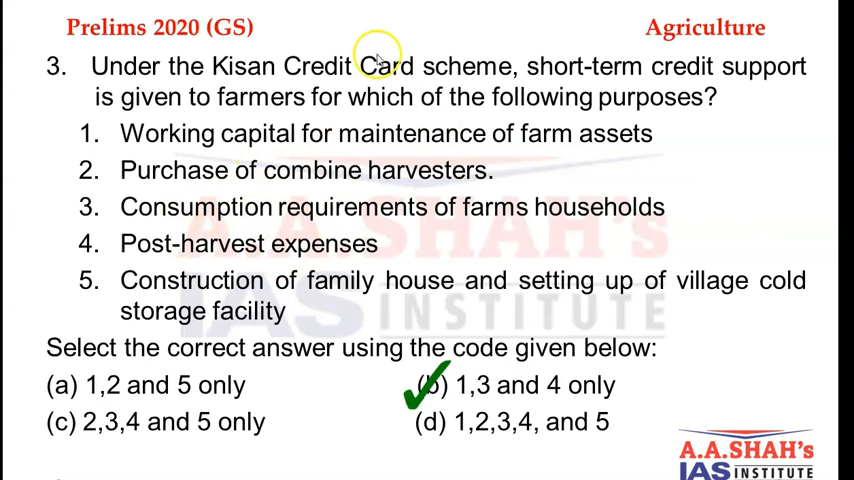 Prelims 2020 (GS) Agriculture
3. Under the Kisan Credit Card scheme, short-term credit support
is given to farmers for which of the following purposes?
1. Working capital for maintenance of farm assets
2. Purchase of combine harvesters.
3. Consumption requirements of farms households
4. Post-harvest expenses
5. Construction of family house and setting up of village cold
storage facility
Select the correct answer using the code given below:
(a) 1,2 and 5 only (b) 1,3 and 4 only
(c) 2,3,4 and 5 only (d) 1,2,3,4, and 5
A.A.SHAH's
IAS INSTITUTE
A.A.SHAH's
IAS INSTITUTE